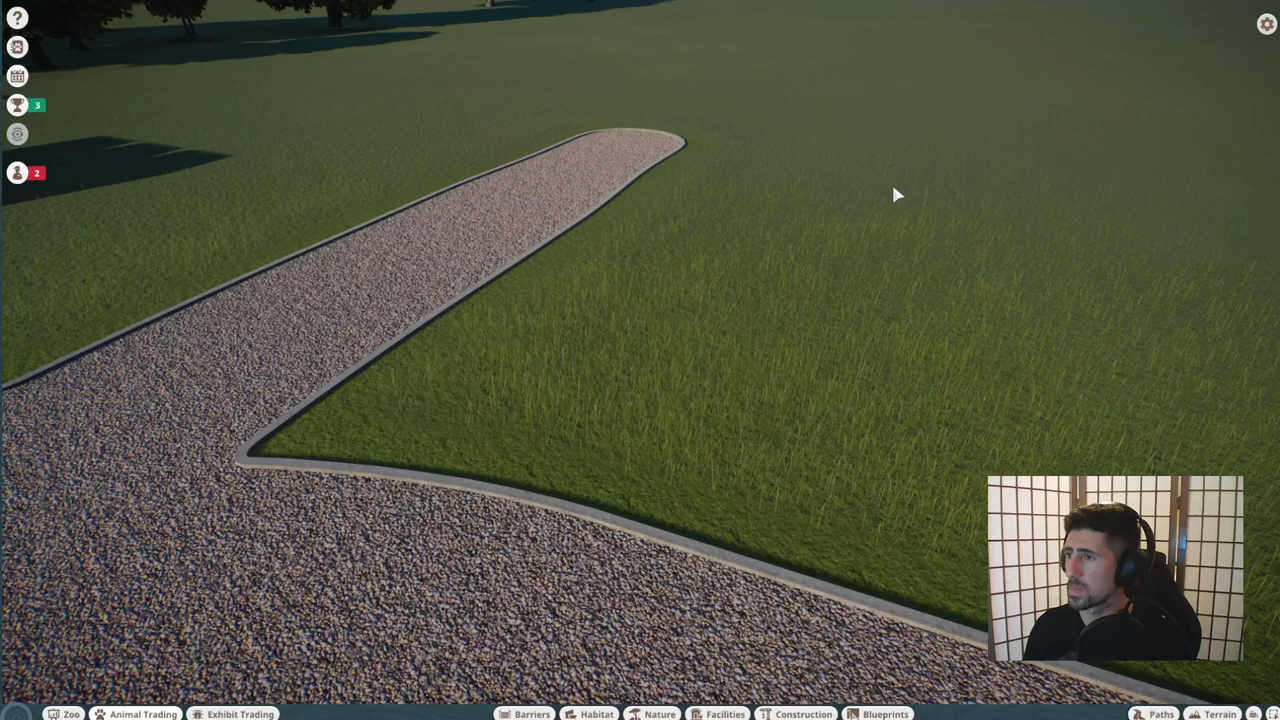 ?
3
2
Zoo Animal Trading Exhibit Trading Barriers Habitat Nature Facilities Construction Blueprints Paths Terrain